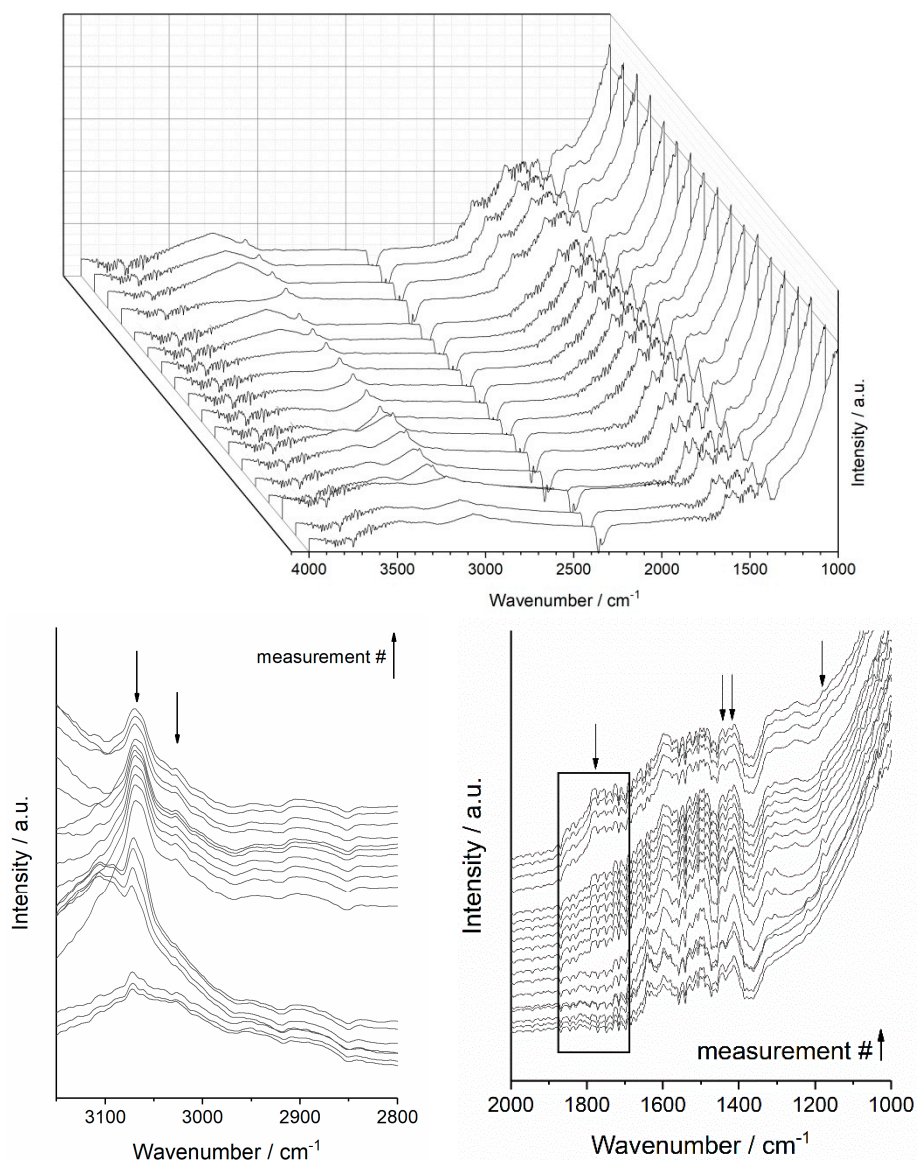 Intensity / a.u.
4000 3500 3000 2500 2000 1500 1000
Wavenumber / cm⁻¹
measurement #
Intensity / a.u.
3100 3000 2900 2800
Wavenumber / cm⁻¹
Intensity / a.u.
measurement #
2000 1800 1600 1400 1200 1000
Wavenumber / cm⁻¹